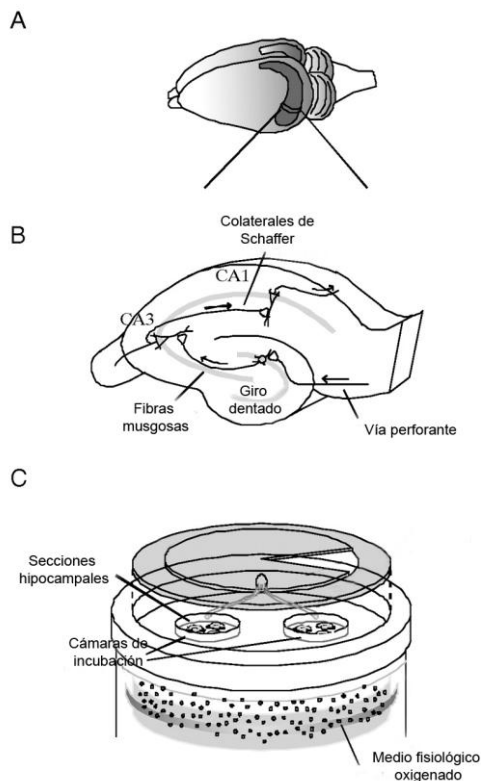 A
B
Colaterales de
Schaffer
CA1
CA3
Giro
dentado
Fibras
musgosas
Vía perforante
C
Secciones
hipocampales
Cámaras de
incubación
Medio fisiológico
oxigenado